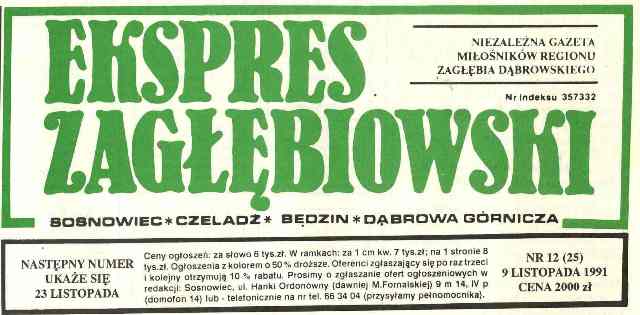 EKSPRES
ZAGŁĘBIOWSKI
NIEZALEŻNA GAZETA
MIŁOŚNIKÓW REGIONU
ZAGŁĘBIA DĄBROWSKIEGO
Nr indeksu 357332
SOSNOWIEC * CZELADŹ * BĘDZIN * DĄBROWA GÓRNICZA
NASTĘPNY NUMER
UKAŻE SIĘ
23 LISTOPADA
Ceny ogłoszeń: za słowo 6 tys.zł. W ramkach: za 1 cm kw. 7 tys.zł; na 1 stronie 8
tys.zł. Ogłoszenia z kolorem o 50% droższe. Oferenci zgłaszający się po raz trzeci
i kolejny otrzymują 10 % rabatu. Prosimy o zgłaszanie ofert ogłoszeniowych w
redakcji: Sosnowiec, ul. Hanki Ordonówny (dawniej M.Fornalskiej) 9 m 14, IV p
(domofon 14) lub - telefonicznie na nr tel. 66 34 04 (przysyłamy pełnomocnika).
NR 12 (25)
9 LISTOPADA 1991
CENA 2000 zł